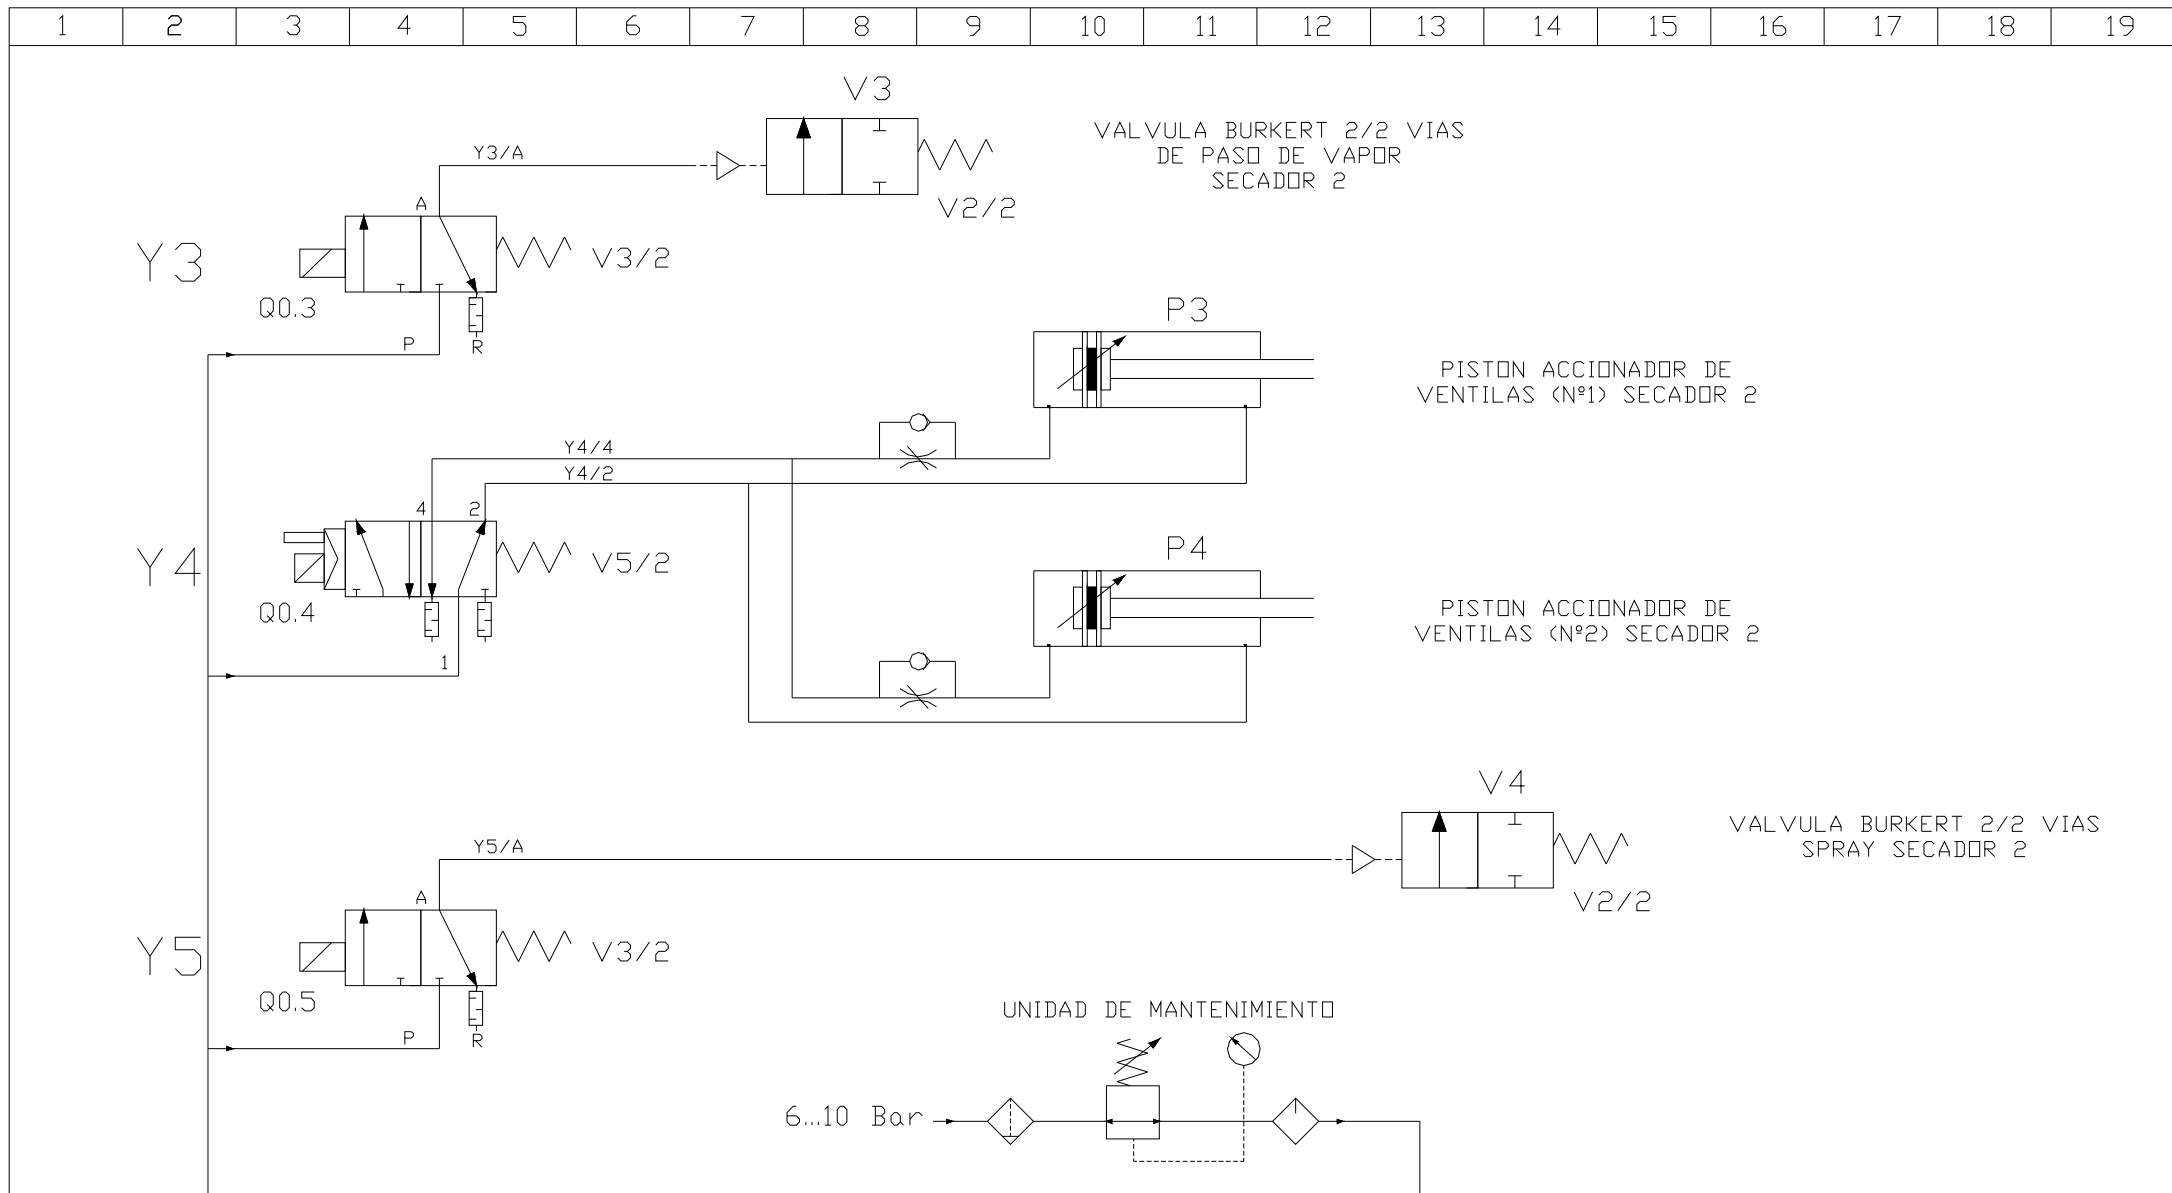 1 2 3 4 5 6 7 8 9 10 11 12 13 14 15 16 17 18 19
V3
VALVULA BURKERT 2/2 VIAS
DE PASO DE VAPOR
SECADOR 2
Y3/A
V2/2
A
Y3
V3/2
Q0.3
P
R
P3
PISTON ACCIONADOR DE
VENTILAS (Nº1) SECADOR 2
Y4/4
Y4/2
4
2
Y4
V5/2
Q0.4
1
P4
PISTON ACCIONADOR DE
VENTILAS (Nº2) SECADOR 2
V4
VALVULA BURKERT 2/2 VIAS
SPRAY SECADOR 2
Y5/A
V2/2
A
Y5
V3/2
Q0.5
P
R
UNIDAD DE MANTENIMIENTO
6...10 Bar